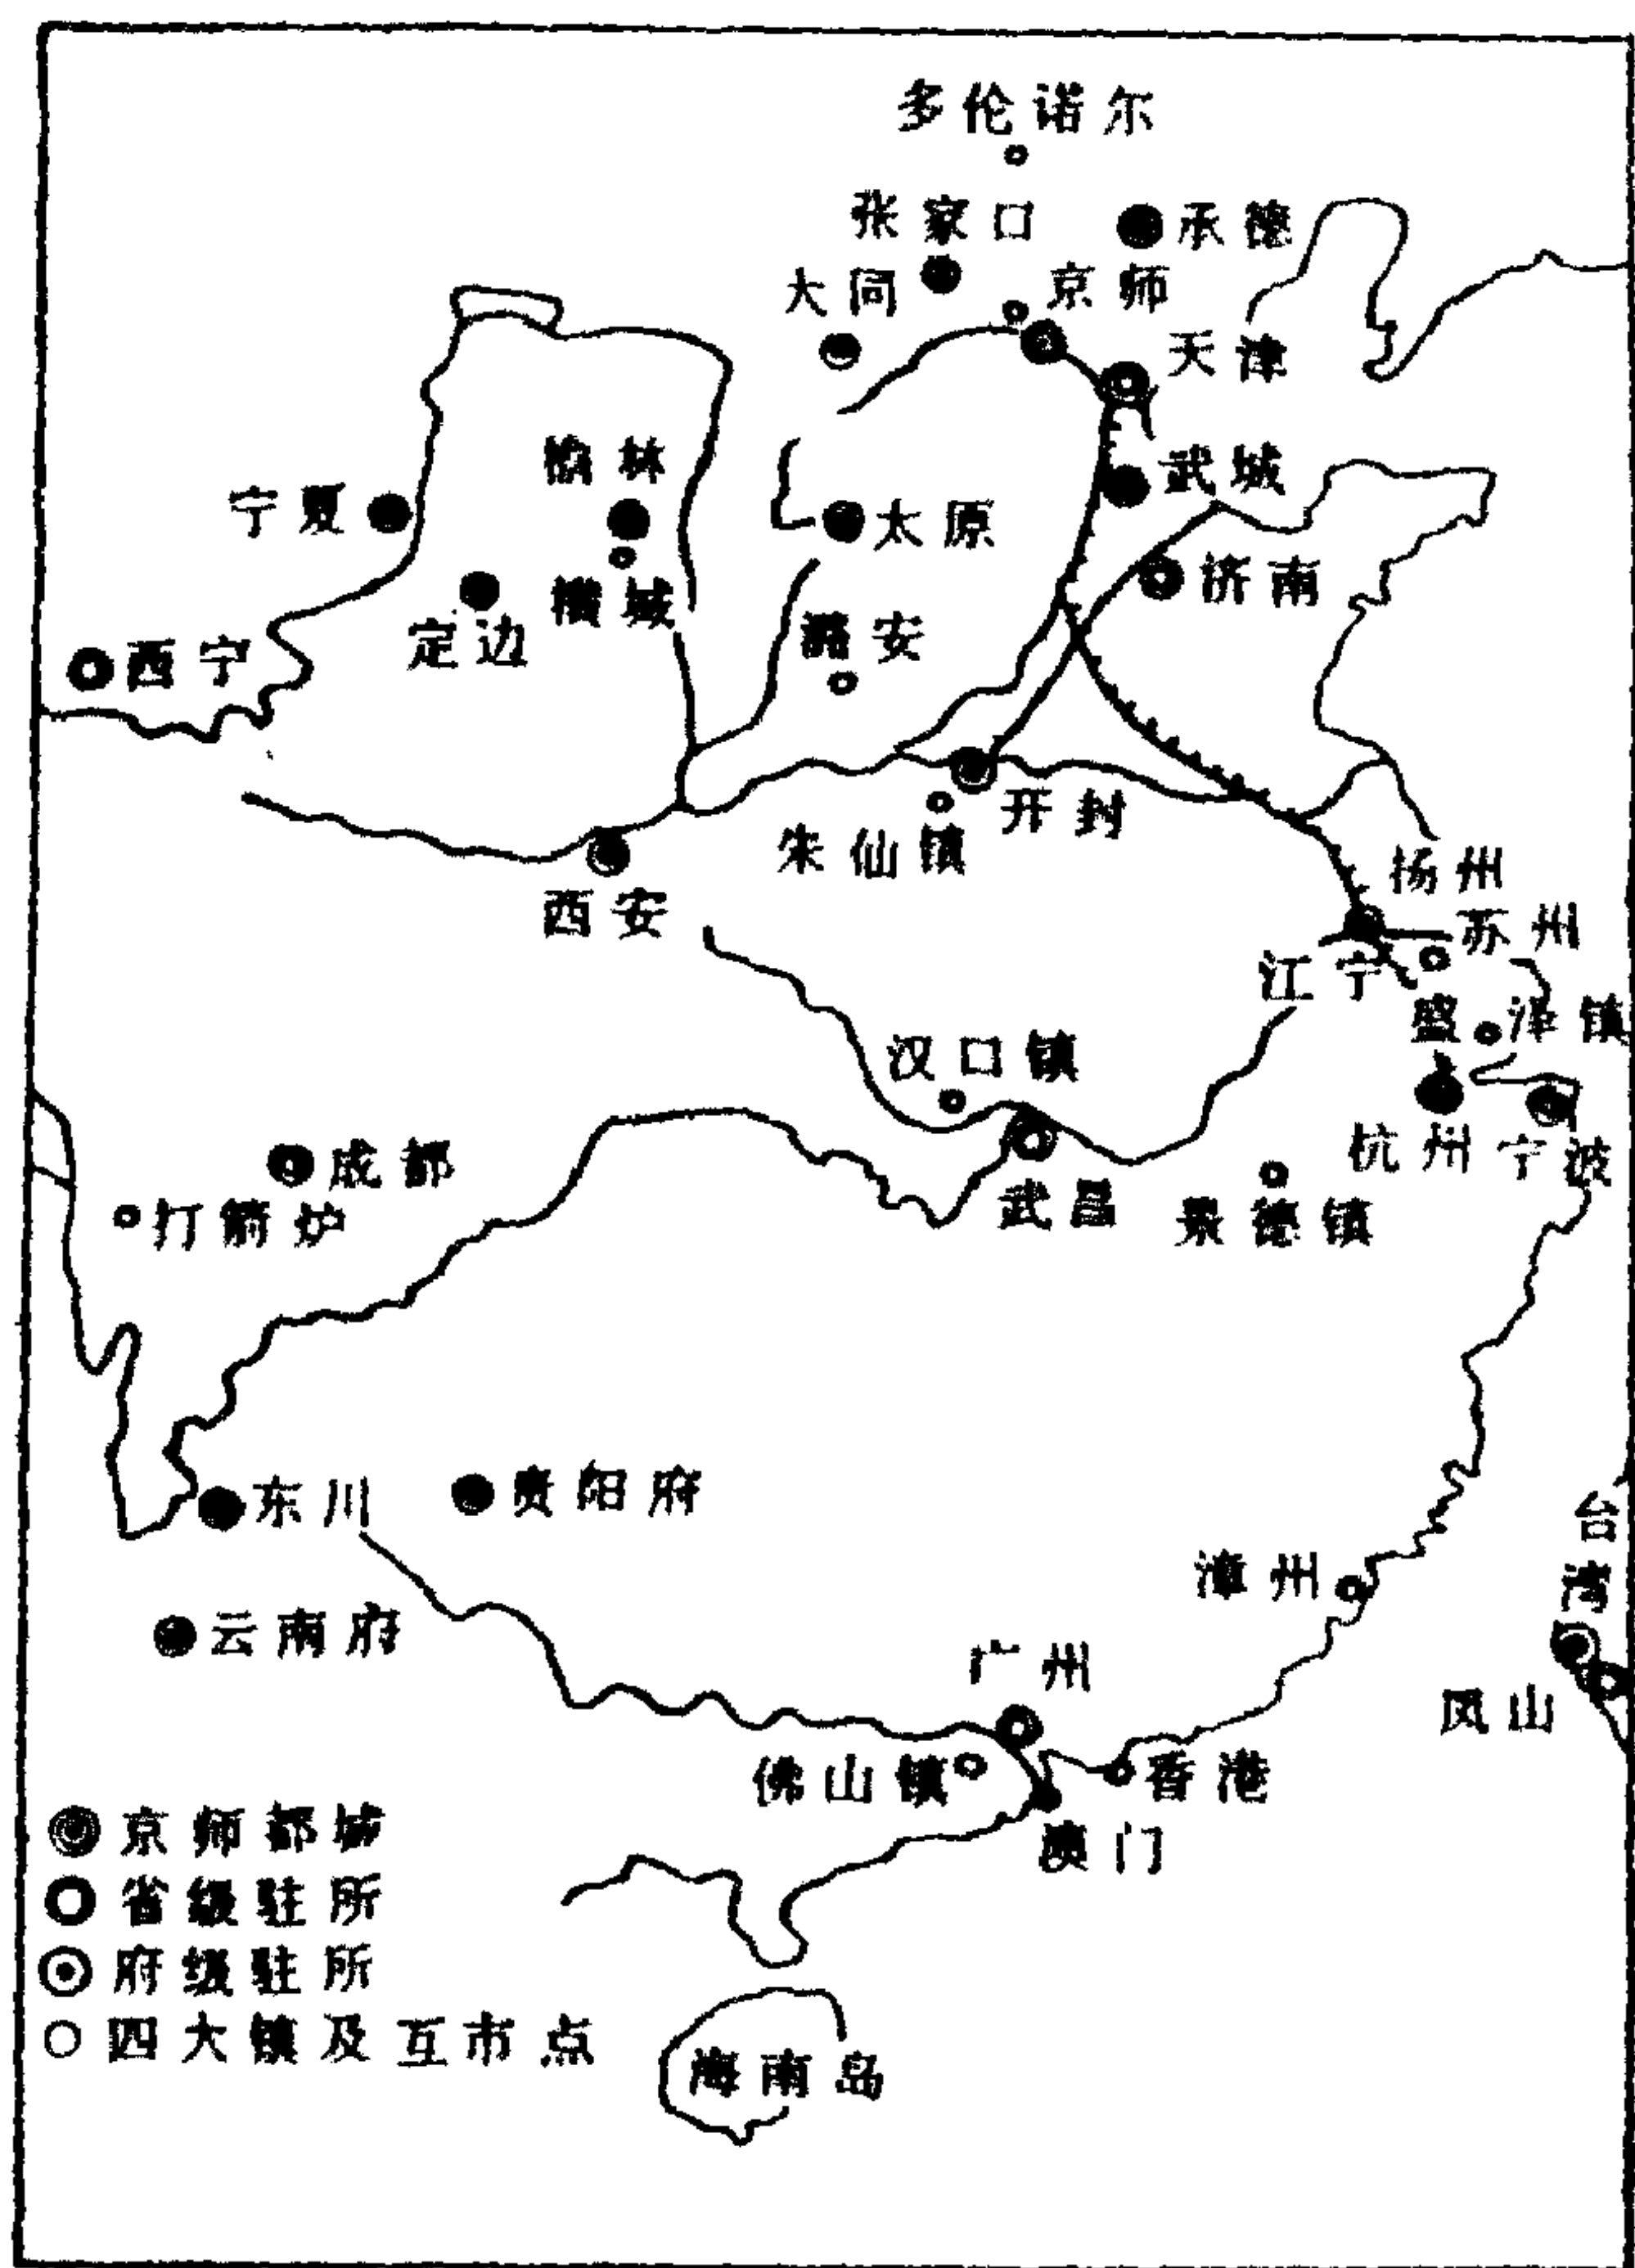 多伦诺尔
张家口
承德
大同
京师
天津
榆林
武城
宁夏
太原
济南
横城
潞安
定边
西宁
开封
朱仙镇
扬州
西安
苏州
江宁
盛泽镇
汉口镇
杭州
宁波
成都
武昌
景德镇
打箭炉
东川
贵阳府
台湾
漳州
云南府
广州
凤山
佛山镇
香港
澳门
京师都城
省级驻所
府级驻所
四大镇及互市点
海南岛